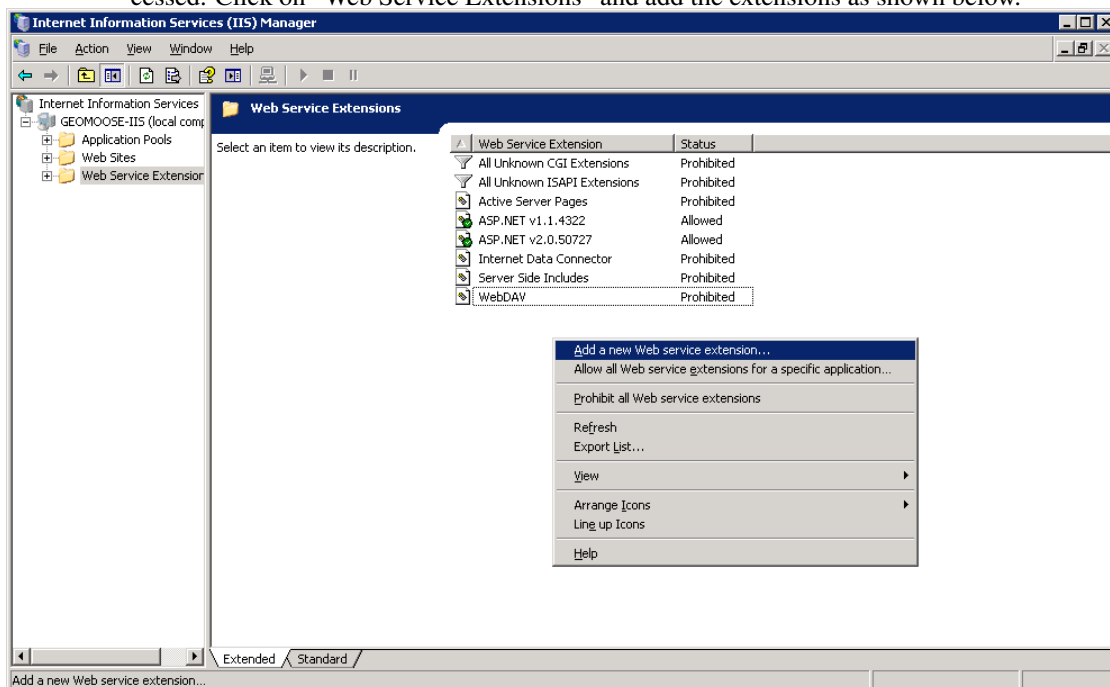 cessed. Click on "Web Service Extensions" and add the extensions as shown below.
Internet Information Services (IIS) Manager
File Action View Window Help
Internet Information Services
GEOMOOSE-IIS (local comp
Application Pools
Web Sites
Web Service Extension
Web Service Extensions
Select an item to view its description.
Web Service Extension Status
All Unknown CGI Extensions Prohibited
All Unknown ISAPI Extensions Prohibited
Active Server Pages Prohibited
ASP.NET v1.1.4322 Allowed
ASP.NET v2.0.50727 Allowed
Internet Data Connector Prohibited
Server Side Includes Prohibited
WebDAV Prohibited
Add a new Web service extension...
Allow all Web service extensions for a specific application...
Prohibit all Web service extensions
Refresh
Export List...
View
Arrange Icons
Line up Icons
Help
Extended Standard
Add a new Web service extension...